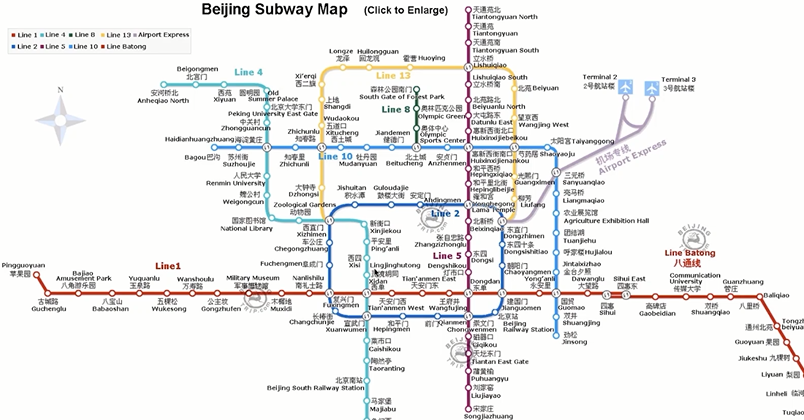 Beijing Subway Map (Click to Enlarge)
Line 1 Line 4 Line 8 Line 13 Airport Express
Line 2 Line 5 Line 10 Line Batong
天通苑北
Tiantongyuan North
天通苑
Tiantongyuan
天通苑南
Tiantongyuan South
立水桥
Lishuiqiao
Lishuiqiao South
立水桥南
Longze
龙泽
Huilongguan
回龙观
霍营 Huoying
Line 13
Xi'erqi
西二旗
Beigongmen
北宫门
Line 4
安河桥北
Anheqiao North
西苑
Xiyuan
圆明园 Old
Summer Palace
北京大学东门
Peking University East Gate
中关村
Zhongguancun
上地
Shangdi
Wudaokou
五道口
森林公园南门
South Gate of Forest Park
Line 8
奥林匹克公园
Olympic Green
奥体中心
Olympic
Sports Center
北苑 Beiyuan
北苑路北
Beiyuanlu North
大屯路东
Datunlu East
惠新西街北口
Huixinxijiebeikou
望京西
Wangjing West
太阳宫 Taiyanggong
Terminal 2
2号航站楼
Terminal 3
3号航站楼
机场专线
Airport Express
Haidianhuangzhuang 海淀黄庄
Bagou 巴沟
苏州街
Suzhoujie
Zhichunlu
知春路
知春里
Zhichunli
Line 10
Xitucheng
西土城
牡丹园
Mudanyuan
Jiandemen
健德门
北土城
Beitucheng
安贞门
Anzhenmen
惠新西街南口
Huixinxijienankou
芍药居
Shaoyaoju
人民大学
Renmin University
魏公村
Weigongcun
国家图书馆
National Library
大钟寺
Dzhongsi
Zoological Gardens
动物园
和平西桥
Hepingxiqiao
和平里北街
Hepinglibeijie
雍和宫
Lama Temple
光熙门
Guangximen
柳芳
Liufang
三元桥
Sanyuanqiao
亮马桥
Liangmaqiao
农业展览馆
Agriculture Exhibition Hall
团结湖
Tuanjiehu
呼家楼Hujialou
Jintaixizhao
金台夕照
西直门
Xizhimen
车公庄
Chegongzhuang
Fuchengmen 阜成门
Jishuitan
积水潭
Guloudajie
鼓楼大街
安定门
Andingmen
Line 2
北新桥
Beixinqiao
张自忠路
Zhangzizhonglu
Line 5
东四
Dongsi
Dengshikou
灯市口
Dongdan
东单
东直门
Dongzhimen
东四十条
Dongsishitiao
朝阳门
Chaoyangmen
新街口
Xinjiekou
平安里
Ping'anli
西四
Xisi
Lingjinghutong
Xidan
西单
Pingguoyuan
苹果园
古城路
Guchenglu
Bajiao
Amusement Park
八角游乐园
Line1
八宝山
Babaoshan
Yuquanlu
玉泉路
五棵松
Wukesong
Wanshoulu
万寿路
公主坟
Gongzhufen
Military Museum
军事博物馆
木樨地
Muxidi
Nanlishilu
南礼士路
复兴门
Fuxingmen
天安门西
Tian'anmen West
Tian'anmen East
天安门东
王府井
Wangfujing
建国门
Jianguomen
Yong'anli
永安里
国贸
Guomao
双井
Shuangjing
劲松
Jinsong
Dawanglu
大望路
四惠
Sihui
Sihui East
四惠东
高碑店
Gaobeidian
Communication
University
传媒大学
双桥
Shuangqiao
Guanzhuang
管庄
八里桥
Baliqiao
Line Batong
八通线
通州北苑
Guoyuan 果园
Jiukeshu 九棵树
Liyuan 梨园
Linheli
长椿街
Changchunjie
宣武门
Xuanwumen
和平门
Hepingmen
前门
Qianmen
崇文门
Chongwenmen
北京站
Beijing
Railway Station
菜市口
Caishikou
陶然亭
Taoranting
北京南站
Beijing South Railway Station
马家堡
Majiabu
磁器口
Ciqikou
天坛东门
Tiantan East Gate
蒲黄榆
Puhuangyu
刘家窑
Liujiayao
宋家庄
Songjiazhuang
N